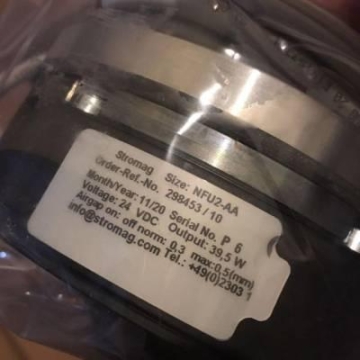 Stromag Size: NFU2-AA
Order-Ref.-No. 298453 / 10
Month/Year: 11/20 Serial No. P 6
Voltage: 24 VDC Output: 39,5 W
Airgap on: off norm: 0.3 max:0,5(mm)
info@stromag.com Tel.: +49(0)2303 1